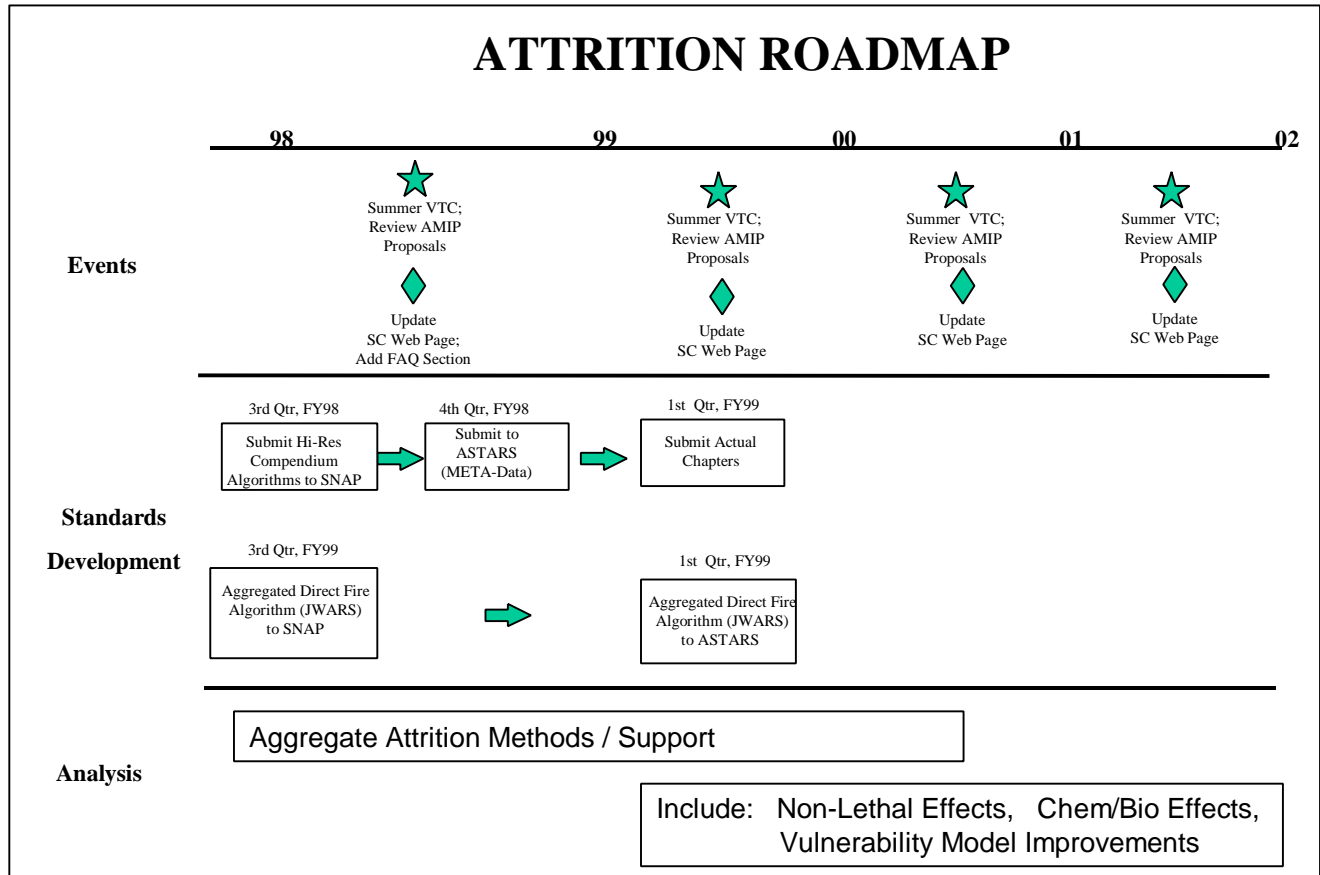 ATTRITION ROADMAP
98 99 00 01 02
Events
Summer VTC;
Review AMIP
Proposals
Update
SC Web Page;
Add FAQ Section
Summer VTC;
Review AMIP
Proposals
Update
SC Web Page
Summer VTC;
Review AMIP
Proposals
Update
SC Web Page
Summer VTC;
Review AMIP
Proposals
Update
SC Web Page
Standards
Development
3rd Qtr, FY98
Submit Hi-Res
Compendium
Algorithms to SNAP
4th Qtr, FY98
Submit to
ASTARS
(META-Data)
1st Qtr, FY99
Submit Actual
Chapters
3rd Qtr, FY99
Aggregated Direct Fire
Algorithm (JWARS)
to SNAP
1st Qtr, FY99
Aggregated Direct Fire
Algorithm (JWARS)
to ASTARS
Analysis
Aggregate Attrition Methods / Support
Include: Non-Lethal Effects, Chem/Bio Effects,
Vulnerability Model Improvements